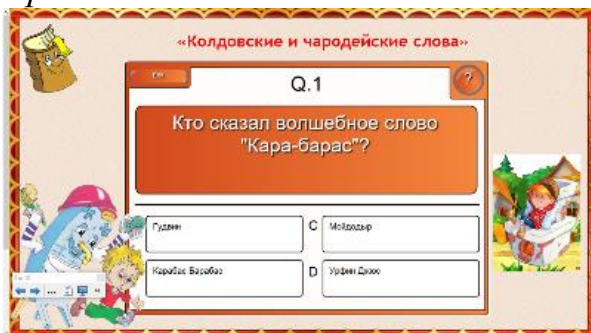 «Колдовские и чародейские слова»
Q.1
?
Кто сказал волшебное слово
"Кара-барас"?
Гудвин
C Мойдодыр
Карабас Барабас
D Урфин Джюс